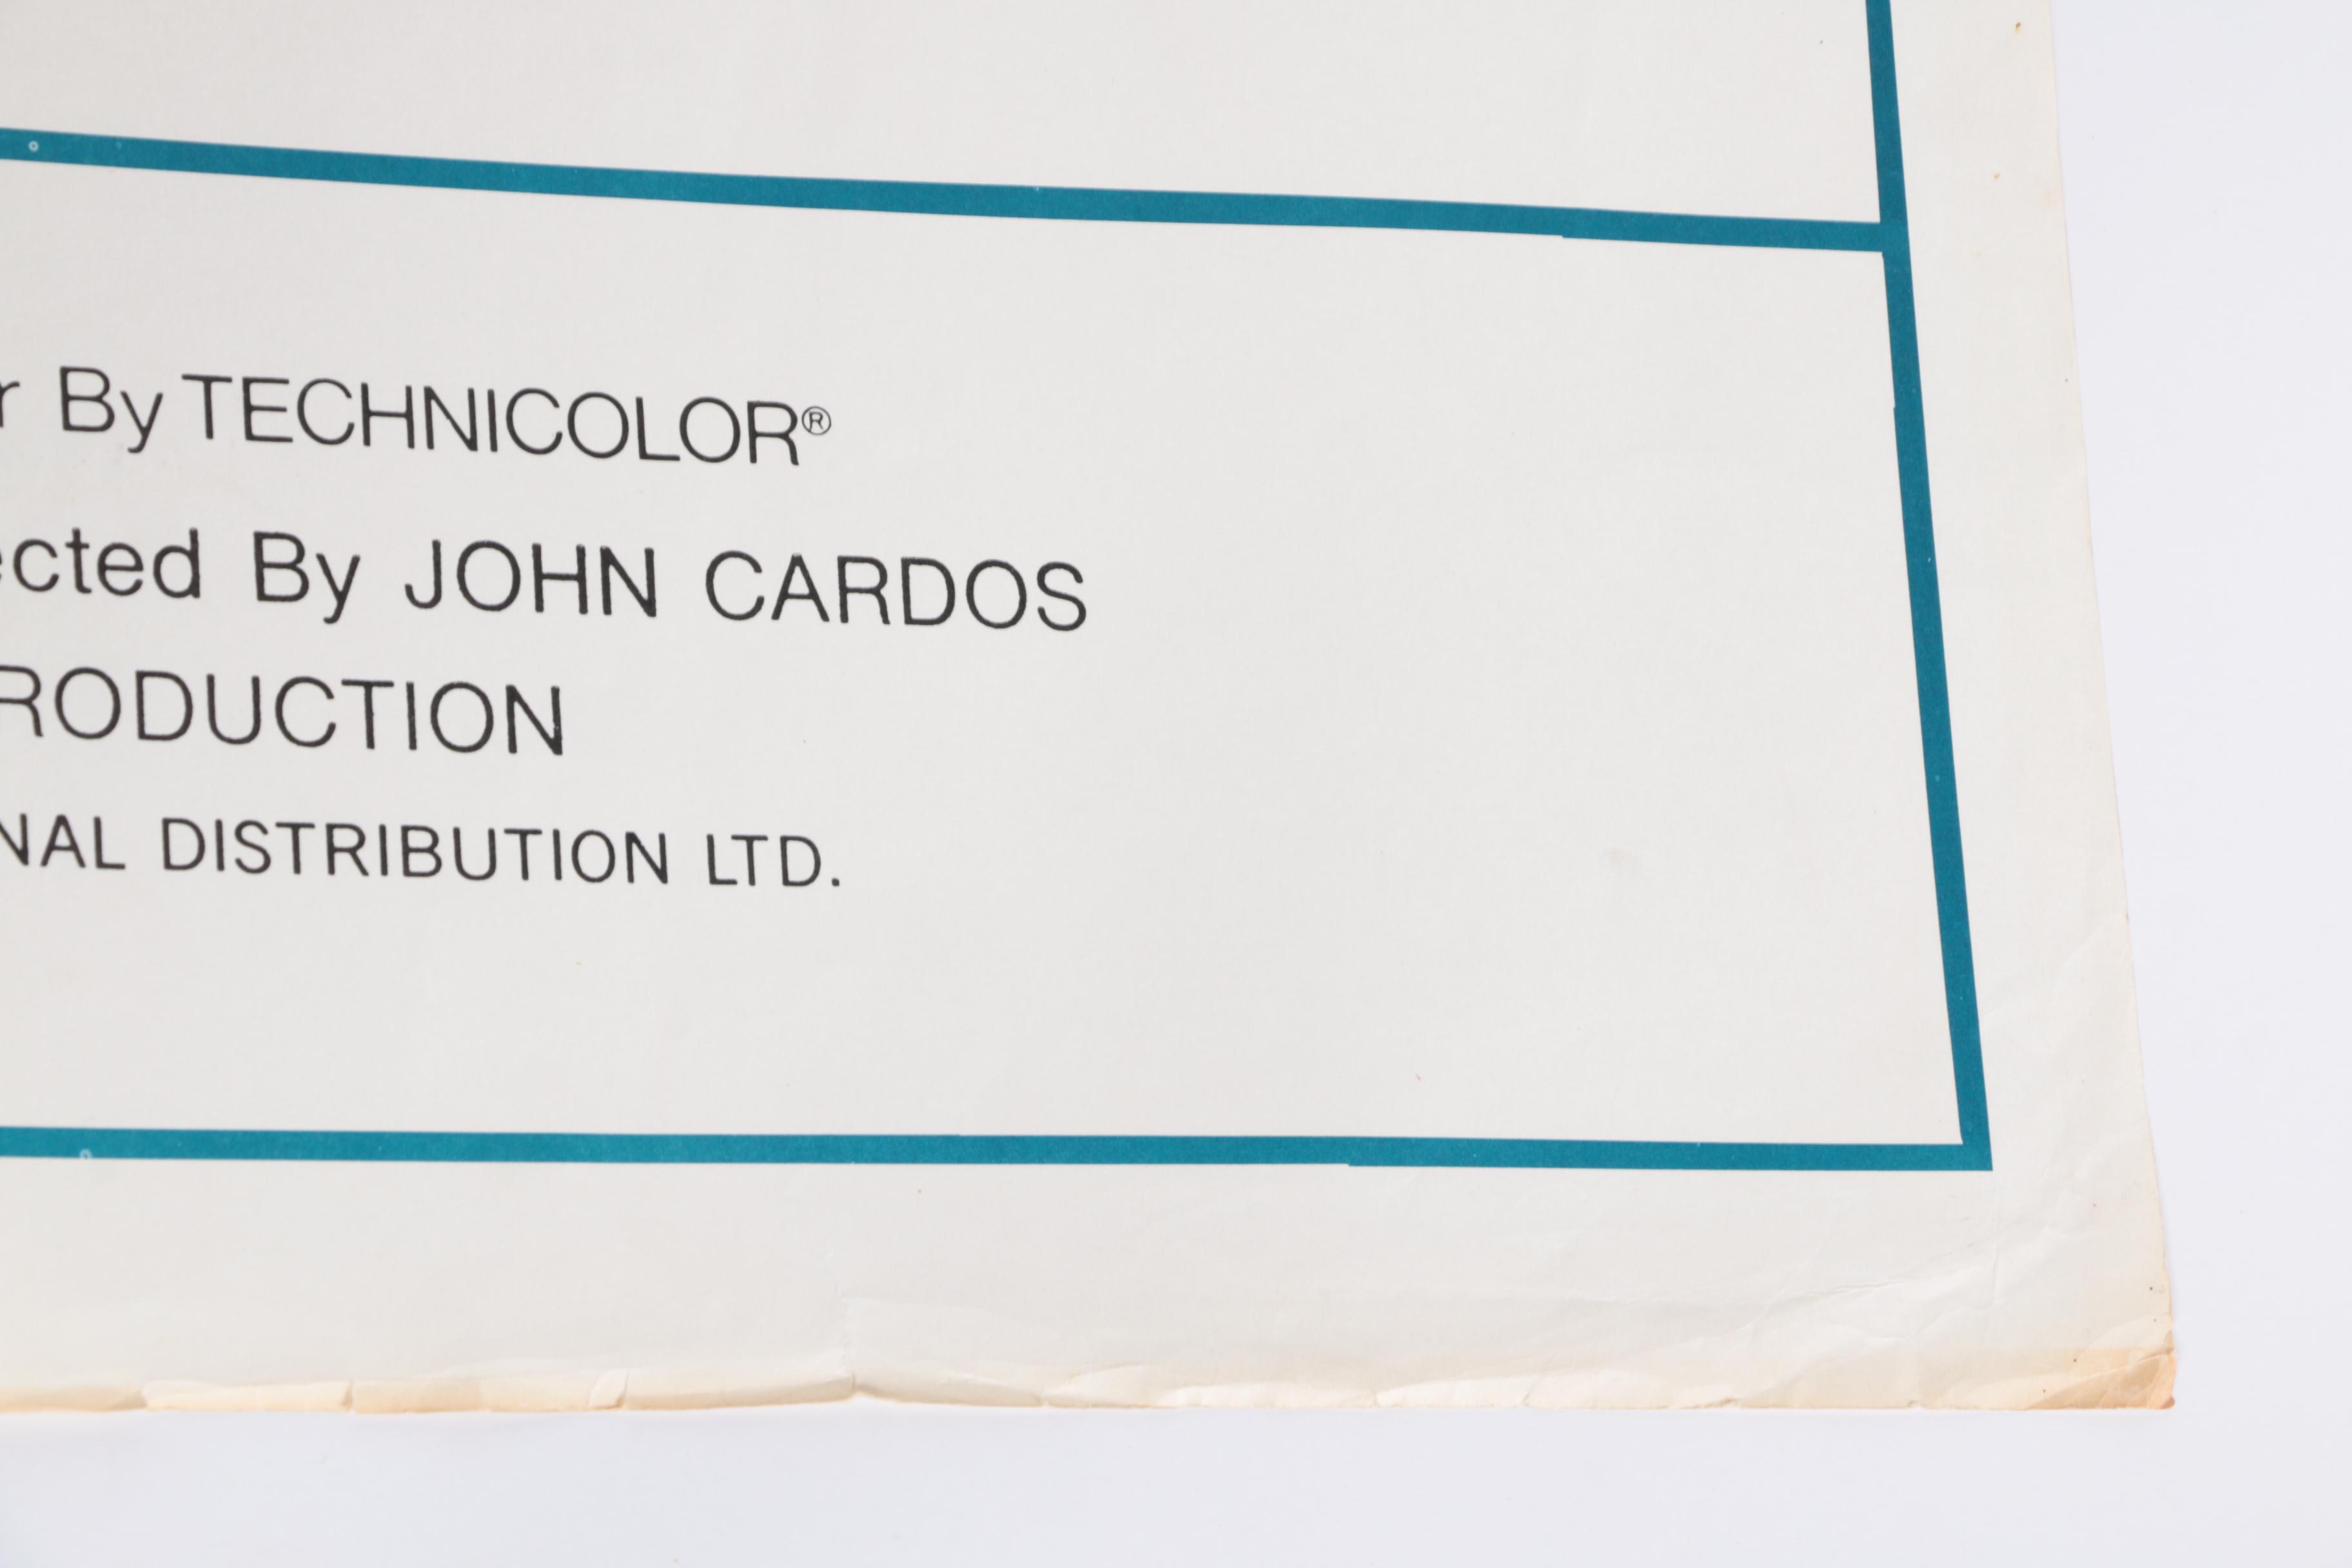 r By TECHNICOLOR®
ected By JOHN CARDOS
RODUCTION
NAL DISTRIBUTION LTD.